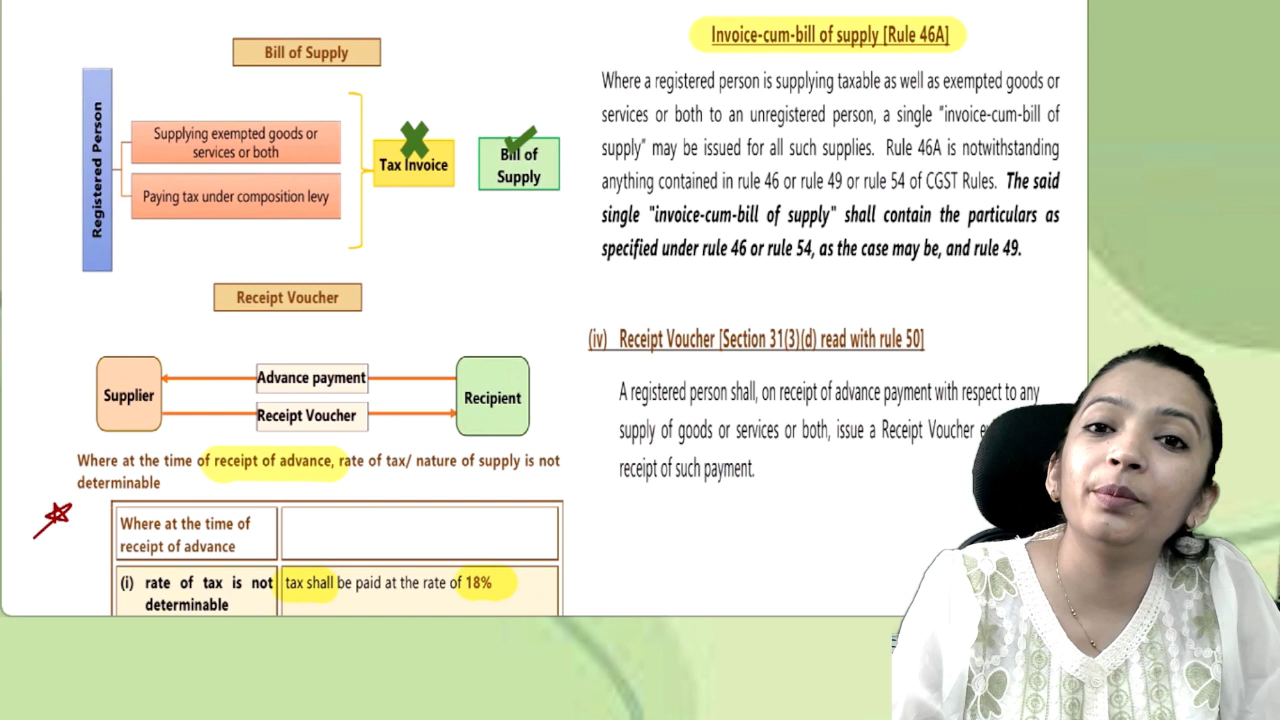 Bill of Supply
Registered Person
Supplying exempted goods or
services or both
Paying tax under composition levy
Tax Invoice
Bill of
Supply
Receipt Voucher
Supplier
Advance payment
Receipt Voucher
Recipient
Where at the time of receipt of advance, rate of tax/ nature of supply is not
determinable
Where at the time of
receipt of advance
(i) rate of tax is not
determinable
tax shall be paid at the rate of 18%
Invoice-cum-bill of supply [Rule 46A]
Where a registered person is supplying taxable as well as exempted goods or
services or both to an unregistered person, a single "invoice-cum-bill of
supply" may be issued for all such supplies. Rule 46A is notwithstanding
anything contained in rule 46 or rule 49 or rule 54 of CGST Rules. The said
single "invoice-cum-bill of supply" shall contain the particulars as
specified under rule 46 or rule 54, as the case may be, and rule 49.
(iv) Receipt Voucher [Section 31(3)(d) read with rule 50]
A registered person shall, on receipt of advance payment with respect to any
supply of goods or services or both, issue a Receipt Voucher
receipt of such payment.